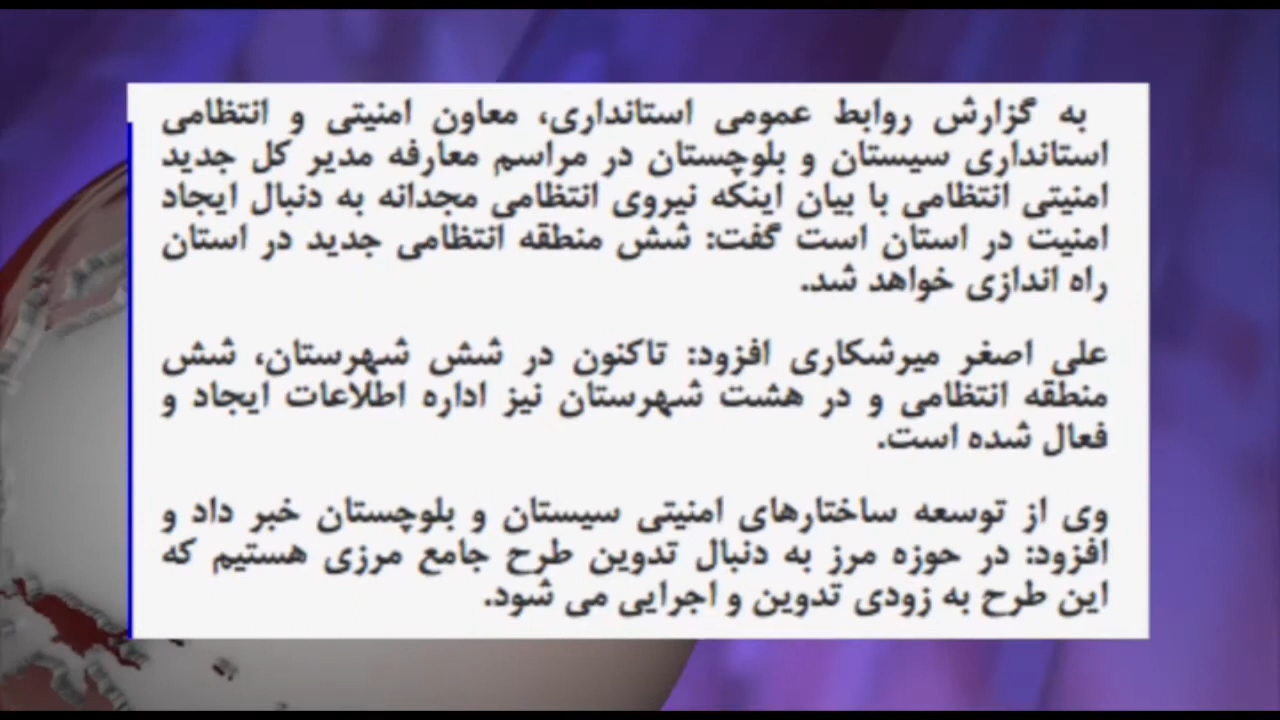 به گزارش روابط عمومی استانداری، معاون امنیتی و انتظامی
استانداری سیستان و بلوچستان در مراسم معارفه مدیر کل جدید
امنیتی انتظامی با بیان اینکه نیروی انتظامی مجدانه به دنبال ایجاد
امنیت در استان است گفت: شش منطقه انتظامی جدید در استان
راه اندازی خواهد شد.
علی اصغر میرشکاری افزود: تاکنون در شش شهرستان، شش
منطقه انتظامی و در هشت شهرستان نیز اداره اطلاعات ایجاد و
فعال شده است.
وی از توسعه ساختارهای امنیتی سیستان و بلوچستان خبر داد و
افزود: در حوزه مرز به دنبال تدوین طرح جامع مرزی هستیم که
این طرح به زودی تدوین و اجرایی می شود.